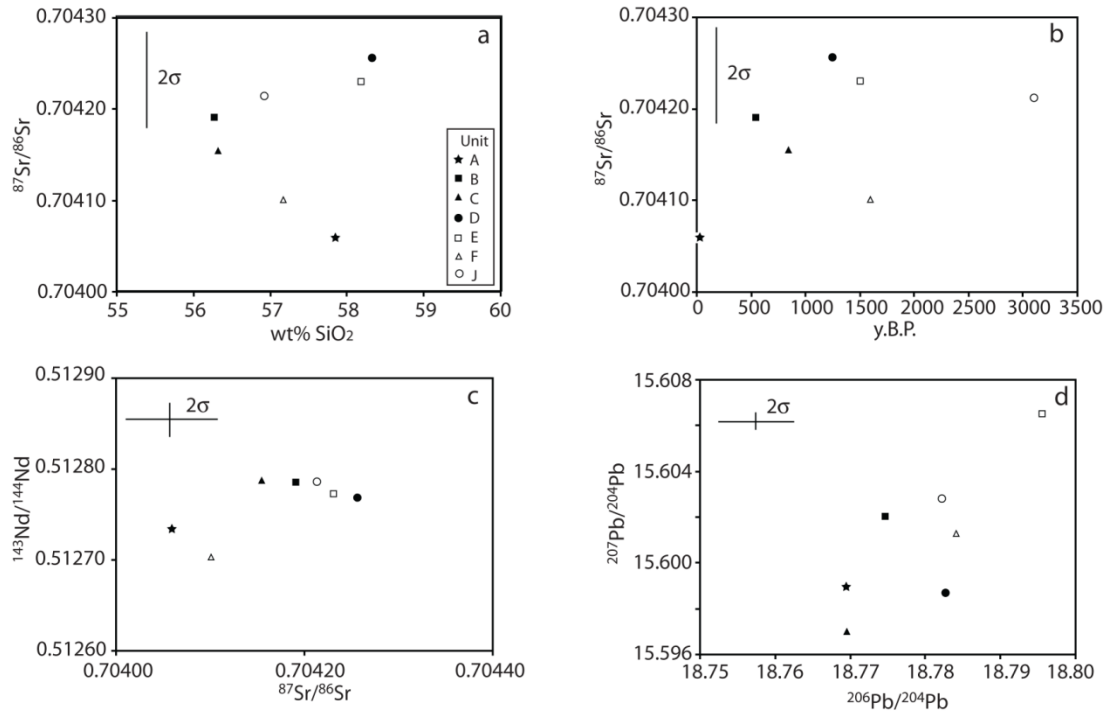 a
0.70430
0.70420
0.70410
0.70400
⁸⁷Sr/⁸⁶Sr
2σ
55 56 57 58 59 60
wt% SiO₂
Unit
A
B
C
D
E
F
J
b
0.70430
0.70420
0.70410
0.70400
⁸⁷Sr/⁸⁶Sr
2σ
0 500 1000 1500 2000 2500 3000 3500
y.B.P.
c
0.51290
0.51280
0.51270
0.51260
¹⁴³Nd/¹⁴⁴Nd
2σ
0.70400 0.70420 0.70440
⁸⁷Sr/⁸⁶Sr
d
15.608
15.604
15.600
15.596
²⁰⁷Pb/²⁰⁴Pb
2σ
18.75 18.76 18.77 18.78 18.79 18.80
²⁰⁶Pb/²⁰⁴Pb